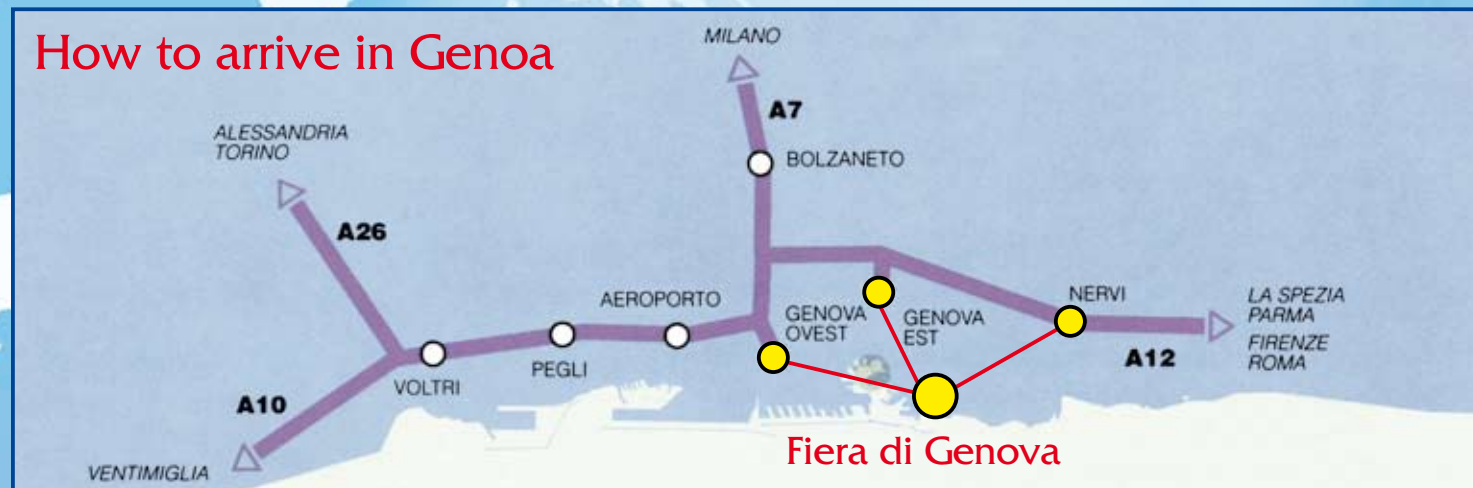 How to arrive in Genoa
MILANO
A7
ALESSANDRIA
TORINO
BOLZANETO
A26
AEROPORTO
GENOVA
OVEST
GENOVA
EST
NERVI
LA SPEZIA
PARMA
FIRENZE
ROMA
A12
VOLTRI
PEGLI
A10
VENTIMIGLIA
Fiera di Genova